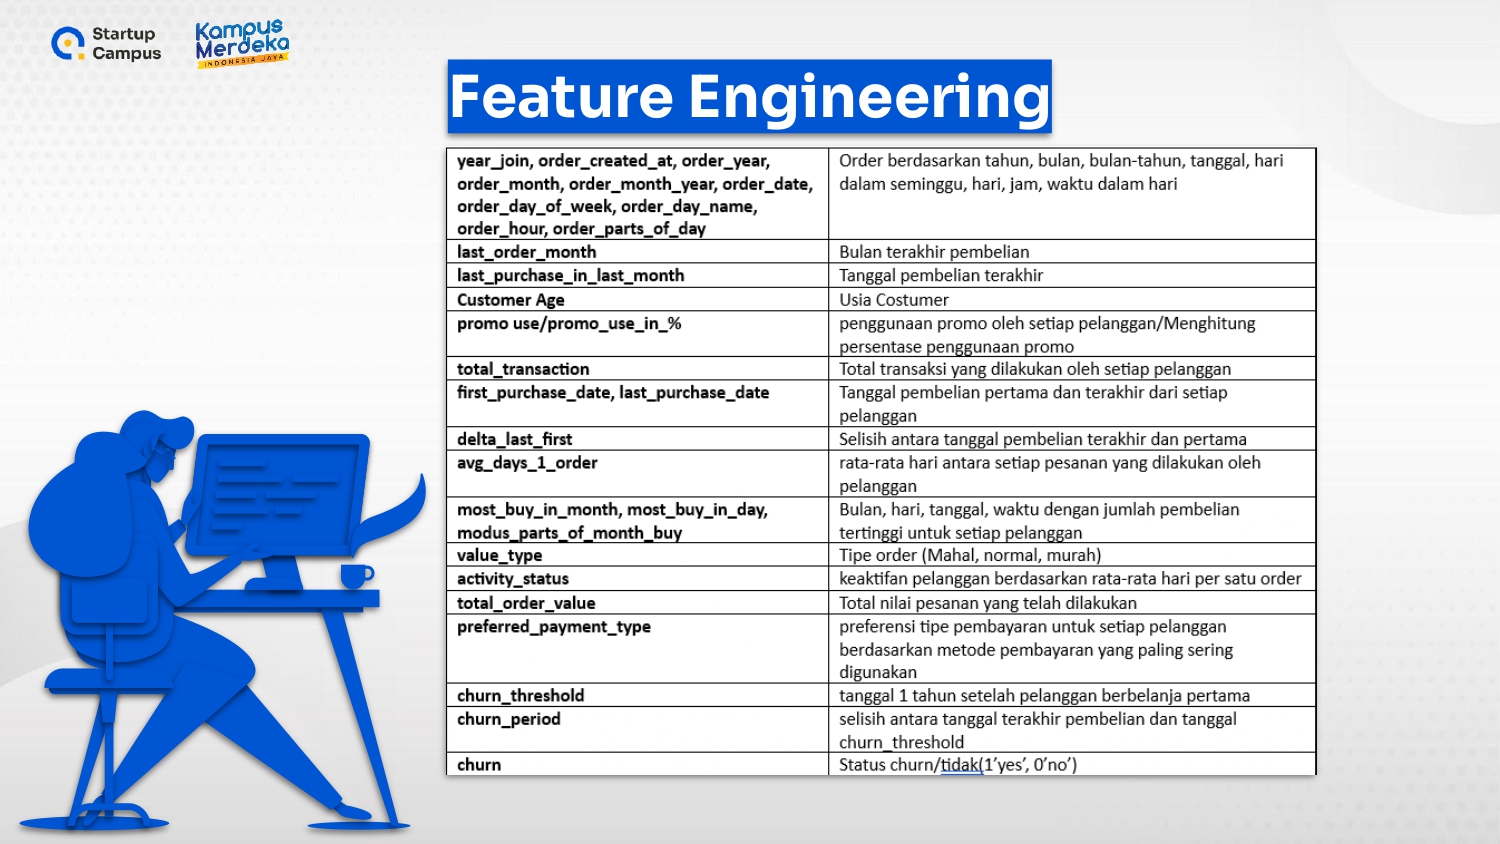 Startup
Campus
Kampus
Merdeka
INDONESIA JAYA
Feature Engineering
year_join, order_created_at, order_year,
order_month, order_month_year, order_date,
order_day_of_week, order_day_name,
order_hour, order_parts_of_day
Order berdasarkan tahun, bulan, bulan-tahun, tanggal, hari
dalam seminggu, hari, jam, waktu dalam hari
last_order_month
Bulan terakhir pembelian
last_purchase_in_last_month
Tanggal pembelian terakhir
Customer Age
Usia Costumer
promo use/promo_use_in_%
penggunaan promo oleh setiap pelanggan/Menghitung
persentase penggunaan promo
total_transaction
Total transaksi yang dilakukan oleh setiap pelanggan
first_purchase_date, last_purchase_date
Tanggal pembelian pertama dan terakhir dari setiap
pelanggan
delta_last_first
Selisih antara tanggal pembelian terakhir dan pertama
avg_days_1_order
rata-rata hari antara setiap pesanan yang dilakukan oleh
pelanggan
most_buy_in_month, most_buy_in_day,
modus_parts_of_month_buy
Bulan, hari, tanggal, waktu dengan jumlah pembelian
tertinggi untuk setiap pelanggan
value_type
Tipe order (Mahal, normal, murah)
activity_status
keaktifan pelanggan berdasarkan rata-rata hari per satu order
total_order_value
Total nilai pesanan yang telah dilakukan
preferred_payment_type
preferensi tipe pembayaran untuk setiap pelanggan
berdasarkan metode pembayaran yang paling sering
digunakan
churn_threshold
tanggal 1 tahun setelah pelanggan berbelanja pertama
churn_period
selisih antara tanggal terakhir pembelian dan tanggal
churn_threshold
churn
Status churn/tidak(1’yes’, 0’no’)